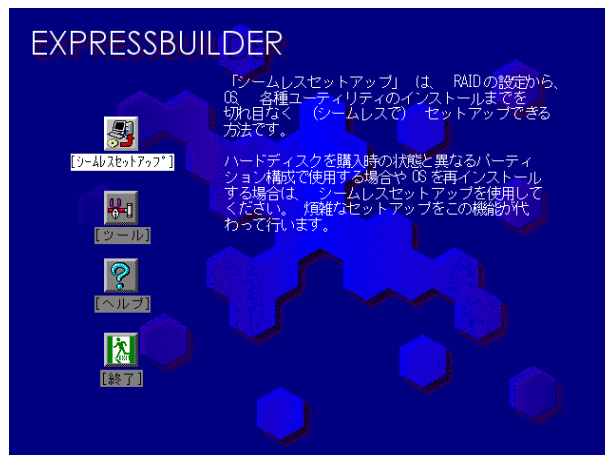 EXPRESSBUILDER
「シームレスセットアップ」 は、 RAIDの設定から、
OS、 各種ユーティリティのインストールまでを
切れ目なく （シームレスで） セットアップできる
方法です。
ハードディスクを購入時の状態と異なるパーティ
ション構成で使用する場合や OS を再インストール
する場合は、 シームレスセットアップを使用して
ください。 煩雑なセットアップをこの機能が代
わって行います。
[ｼｰﾑﾚｽｾｯﾄｱｯﾌﾟ]
[ツール]
[ヘルプ]
EXIT
[終了]